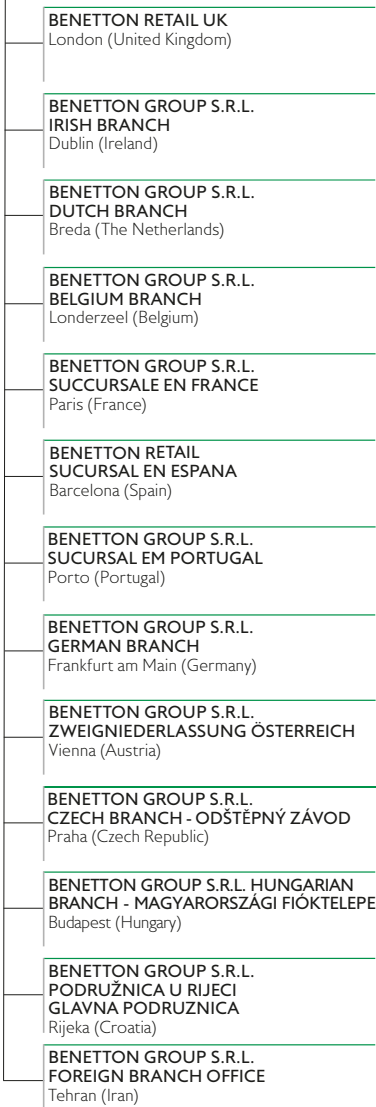 BENETTON RETAIL UK
London (United Kingdom)
BENETTON GROUP S.R.L.
IRISH BRANCH
Dublin (Ireland)
BENETTON GROUP S.R.L.
DUTCH BRANCH
Breda (The Netherlands)
BENETTON GROUP S.R.L.
BELGIUM BRANCH
Londerzeel (Belgium)
BENETTON GROUP S.R.L.
SUCCURSALE EN FRANCE
Paris (France)
BENETTON RETAIL
SUCURSAL EN ESPANA
Barcelona (Spain)
BENETTON GROUP S.R.L.
SUCURSAL EM PORTUGAL
Porto (Portugal)
BENETTON GROUP S.R.L.
GERMAN BRANCH
Frankfurt am Main (Germany)
BENETTON GROUP S.R.L.
ZWEIGNIEDERLASSUNG ÖSTERREICH
Vienna (Austria)
BENETTON GROUP S.R.L.
CZECH BRANCH - ODŠTĚPNÝ ZÁVOD
Praha (Czech Republic)
BENETTON GROUP S.R.L. HUNGARIAN
BRANCH - MAGYARORSZÁGI FIÓKTELEPE
Budapest (Hungary)
BENETTON GROUP S.R.L.
PODRUŽNICA U RIJECI
GLAVNA PODRUZNICA
Rijeka (Croatia)
BENETTON GROUP S.R.L.
FOREIGN BRANCH OFFICE
Tehran (Iran)